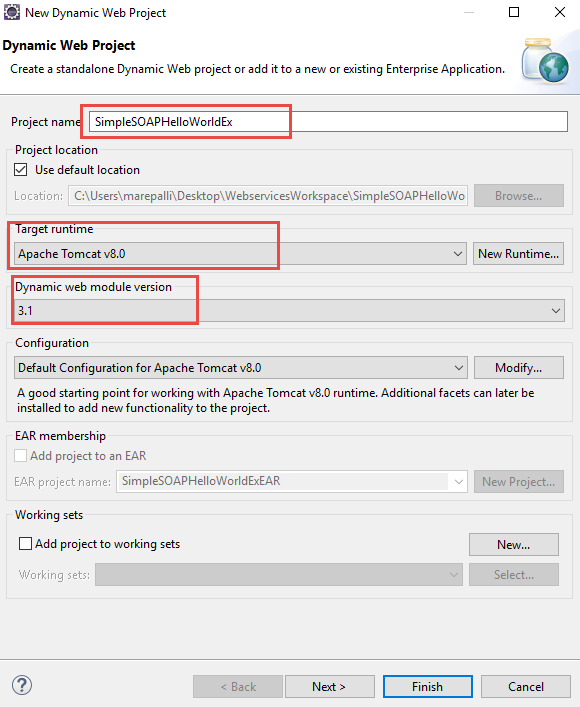 New Dynamic Web Project
Dynamic Web Project
Create a standalone Dynamic Web project or add it to a new or existing Enterprise Application.
Project name: SimpleSOAPHelloWorldEx
Project location
Use default location
Location: C:\Users\marepalli\Desktop\WebservicesWorkspace\SimpleSOAPHelloWo Browse...
Target runtime
Apache Tomcat v8.0 New Runtime...
Dynamic web module version
3.1
Configuration
Default Configuration for Apache Tomcat v8.0 Modify...
A good starting point for working with Apache Tomcat v8.0 runtime. Additional facets can later be
installed to add new functionality to the project.
EAR membership
Add project to an EAR
EAR project name: SimpleSOAPHelloWorldExEAR New Project...
Working sets
Add project to working sets New...
Working sets: Select...
? < Back Next > Finish Cancel